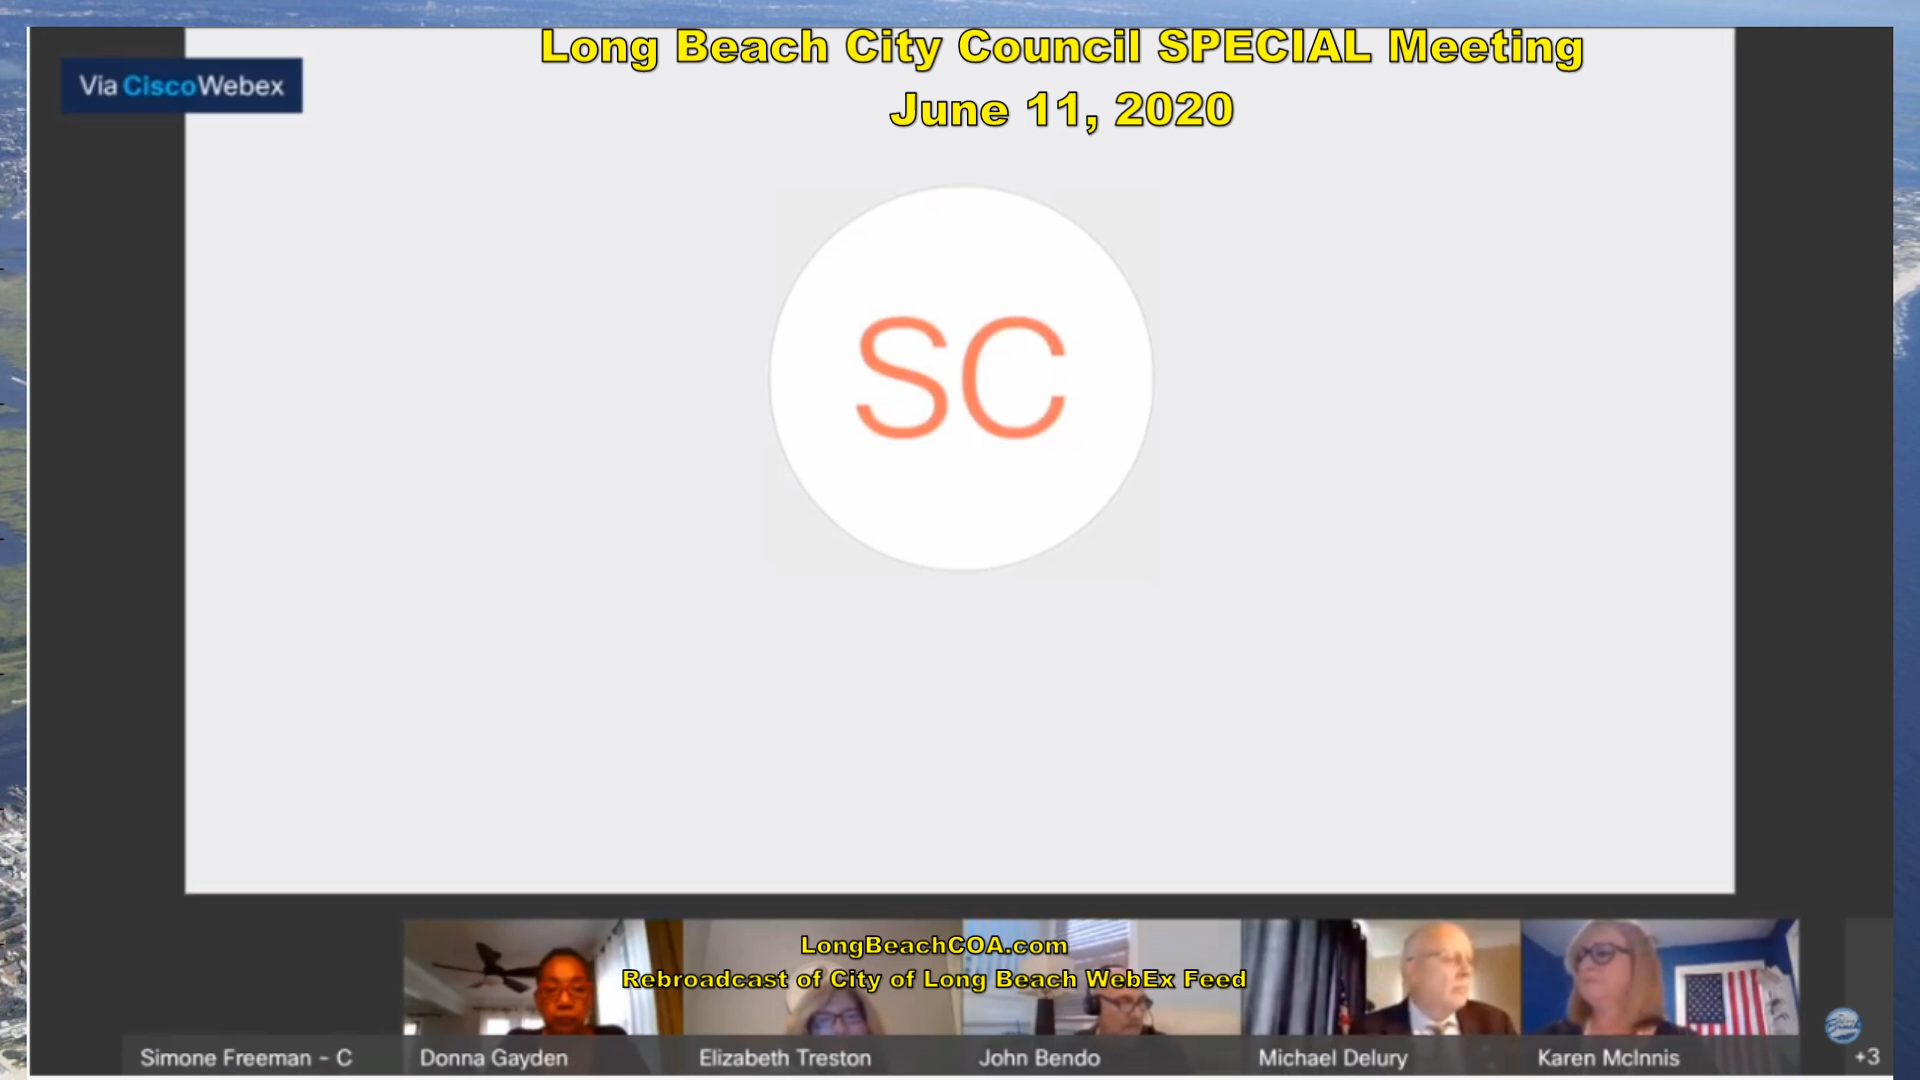 Long Beach City Council SPECIAL Meeting
June 11, 2020
Via CiscoWebex
SC
LongBeachCOA.com
Rebroadcast of City of Long Beach WebEx Feed
Simone Freeman - C
Donna Gayden
Elizabeth Treston
John Bendo
Michael Delury
Karen McInnis
+3